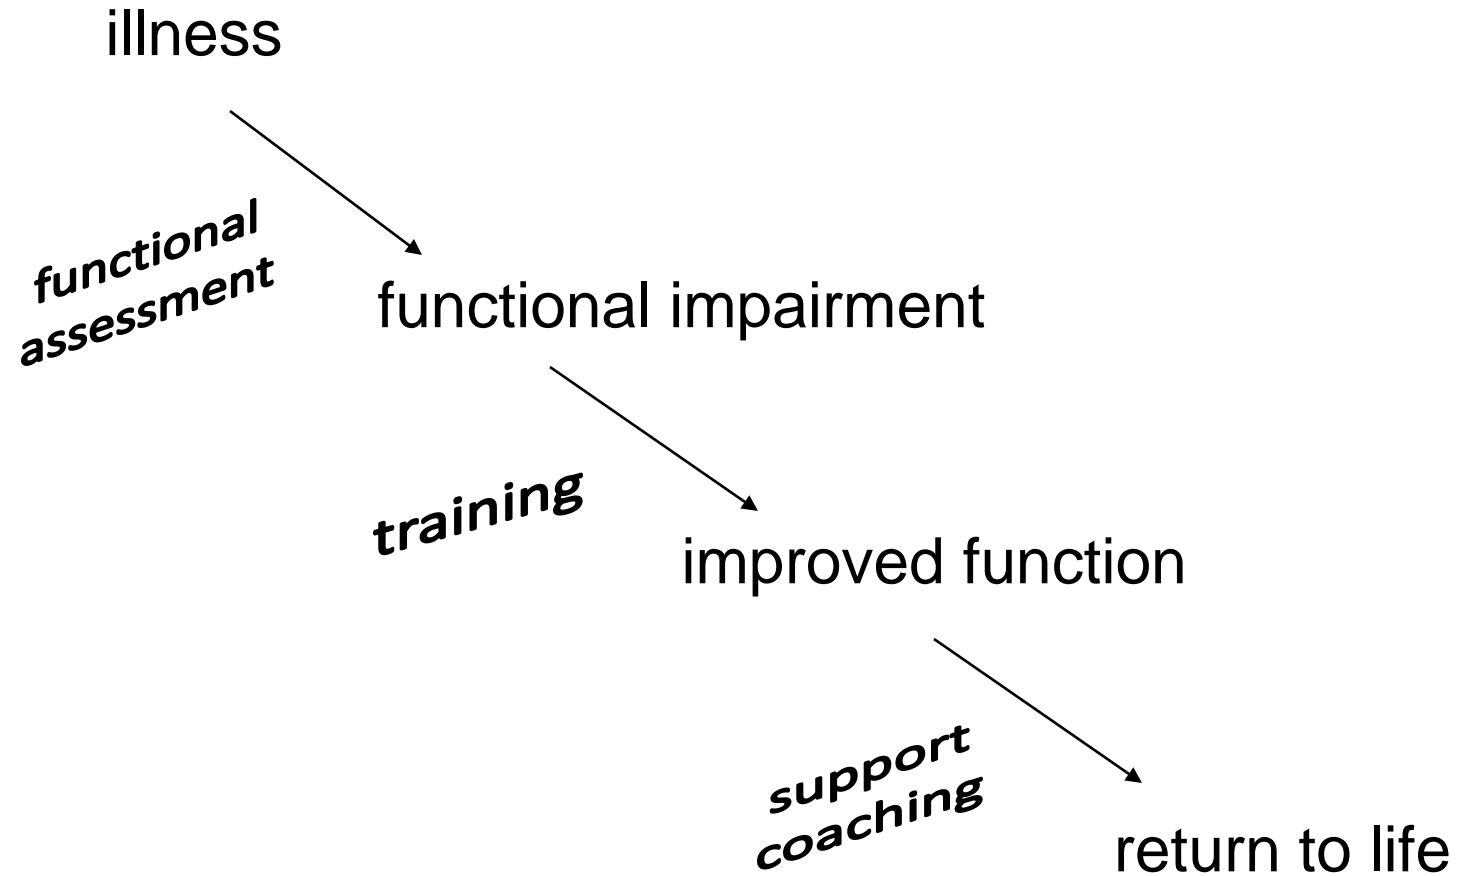 illness
functional
assessment
functional impairment
training
improved function
support
coaching
return to life